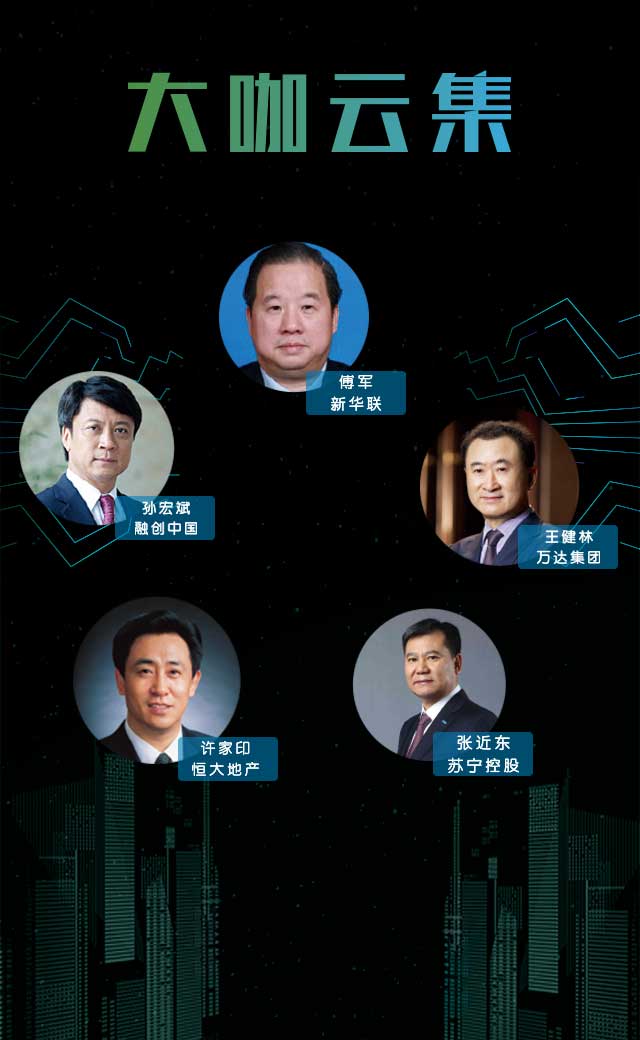 大咖云集
傅军
新华联
孙宏斌
融创中国
王健林
万达集团
许家印
恒大地产
张近东
苏宁控股